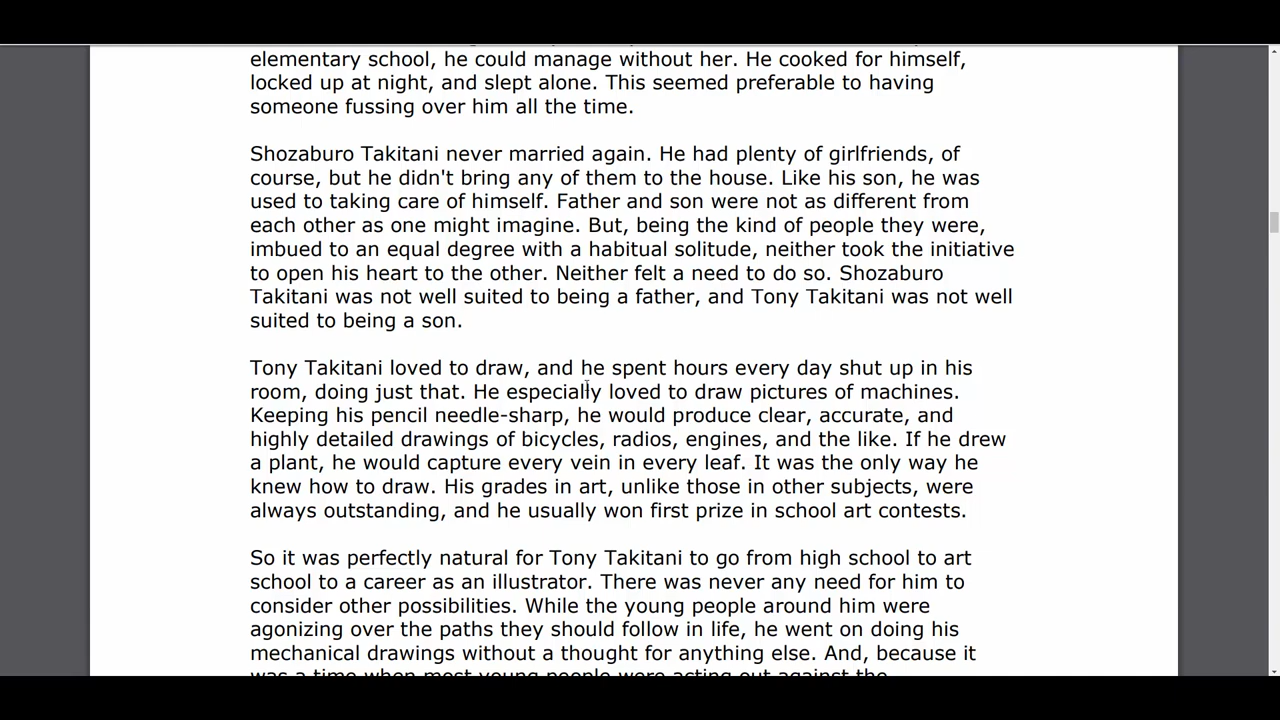 elementary school, he could manage without her. He cooked for himself,
locked up at night, and slept alone. This seemed preferable to having
someone fussing over him all the time.
Shozaburo Takitani never married again. He had plenty of girlfriends, of
course, but he didn't bring any of them to the house. Like his son, he was
used to taking care of himself. Father and son were not as different from
each other as one might imagine. But, being the kind of people they were,
imbued to an equal degree with a habitual solitude, neither took the initiative
to open his heart to the other. Neither felt a need to do so. Shozaburo
Takitani was not well suited to being a father, and Tony Takitani was not well
suited to being a son.
Tony Takitani loved to draw, and he spent hours every day shut up in his
room, doing just that. He especially loved to draw pictures of machines.
Keeping his pencil needle-sharp, he would produce clear, accurate, and
highly detailed drawings of bicycles, radios, engines, and the like. If he drew
a plant, he would capture every vein in every leaf. It was the only way he
knew how to draw. His grades in art, unlike those in other subjects, were
always outstanding, and he usually won first prize in school art contests.
So it was perfectly natural for Tony Takitani to go from high school to art
school to a career as an illustrator. There was never any need for him to
consider other possibilities. While the young people around him were
agonizing over the paths they should follow in life, he went on doing his
mechanical drawings without a thought for anything else. And, because it
was a time when most young people were acting out against the